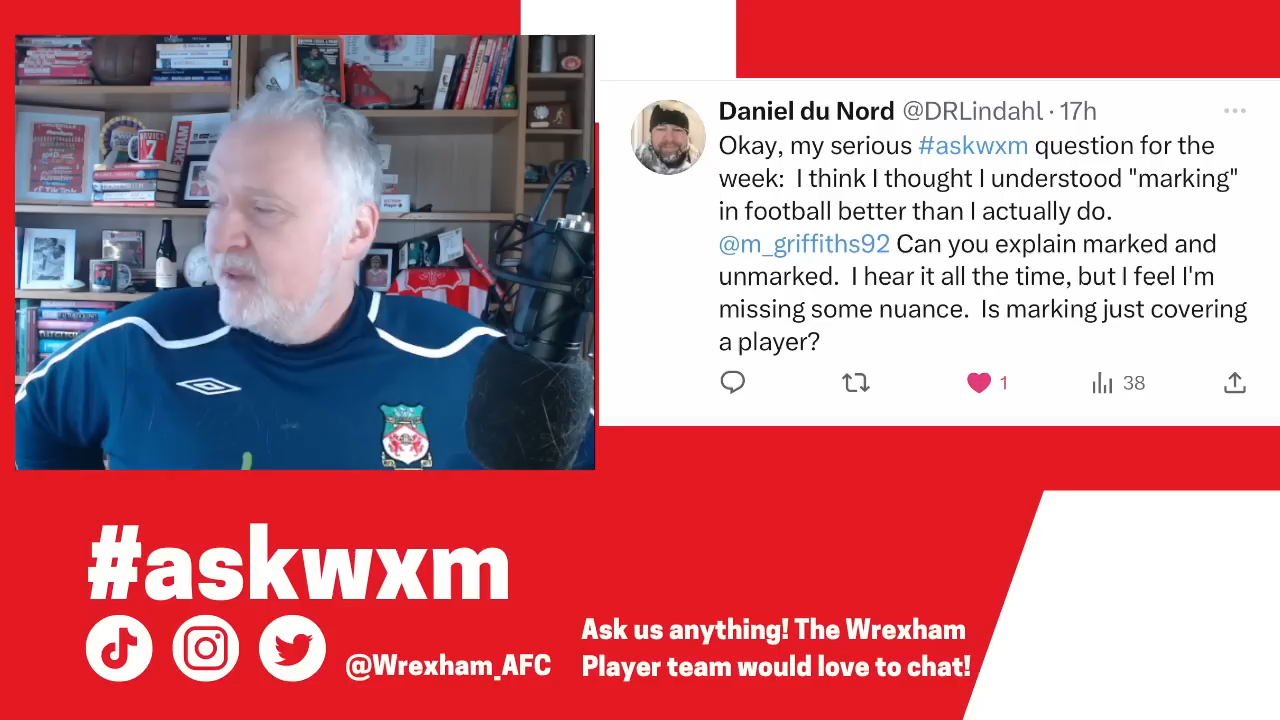 Daniel du Nord @DRLindahl · 17h
Okay, my serious #askwxm question for the
week: I think I thought I understood "marking"
in football better than I actually do.
@m_griffiths92 Can you explain marked and
unmarked. I hear it all the time, but I feel I'm
missing some nuance. Is marking just covering
a player?
1
38
#askwxm
@Wrexham_AFC
Ask us anything! The Wrexham
Player team would love to chat!